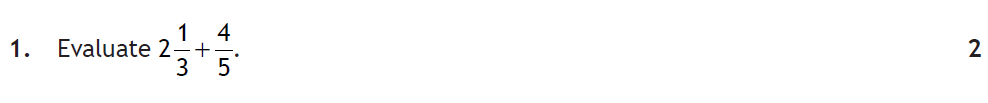 1. Evaluate 2 1/3 + 4/5. 2